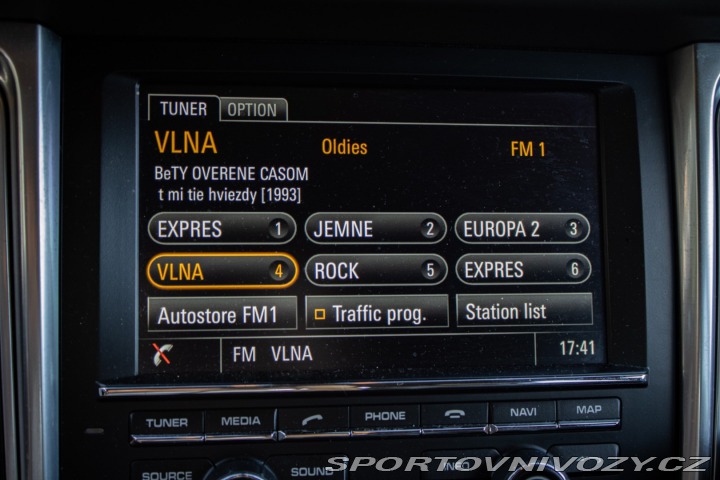 TUNER OPTION
VLNA Oldies FM 1
BeTY OVERENE CASOM
t mi tie hviezdy [1993]
EXPRES 1 JEMNE 2 EUROPA 2 3
VLNA 4 ROCK 5 EXPRES 6
Autostore FM1 Traffic prog. Station list
FM VLNA 17:41
TUNER MEDIA PHONE NAVI MAP
SOURCE SOUND INFO
SPORTOVNIVOZY.CZ